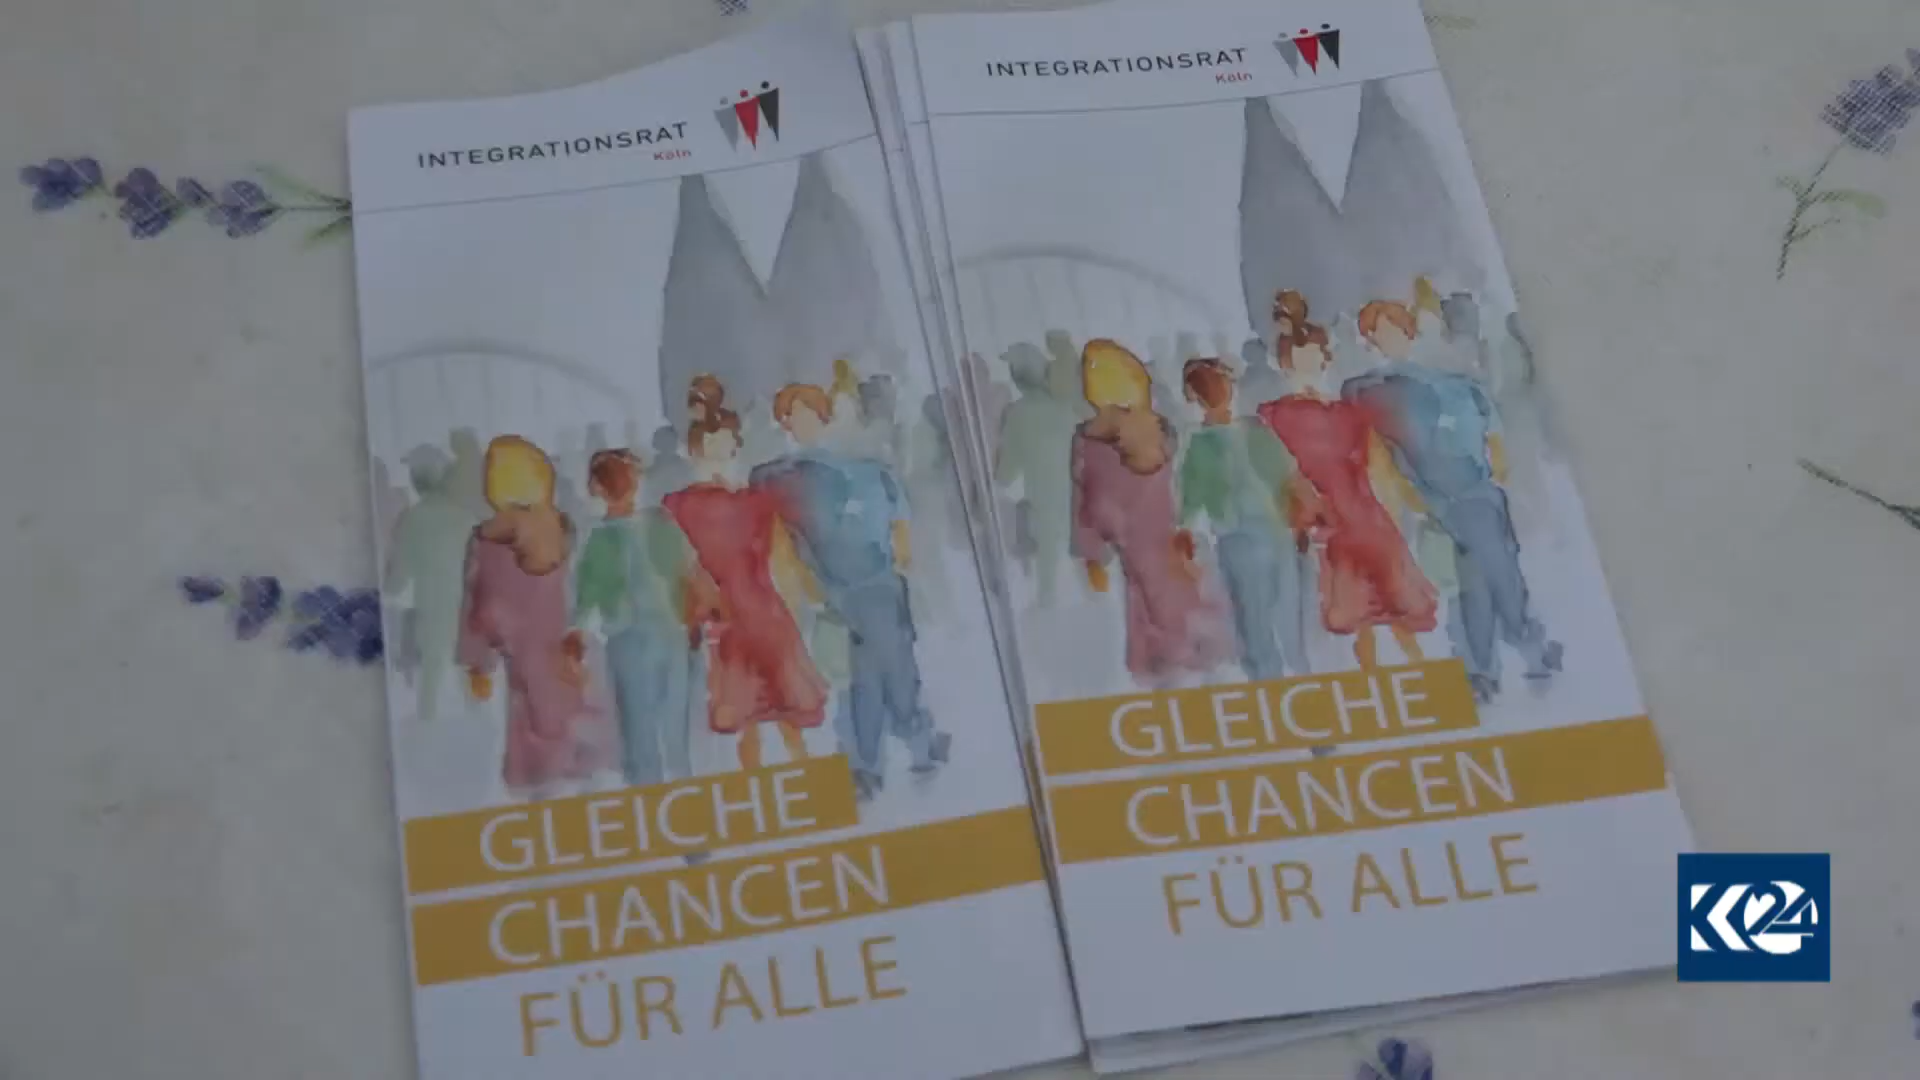 INTEGRATIONSRAT
Köln
GLEICHE
CHANCEN
FÜR ALLE
INTEGRATIONSRAT
Köln
GLEICHE
CHANCEN
FÜR ALLE
K24